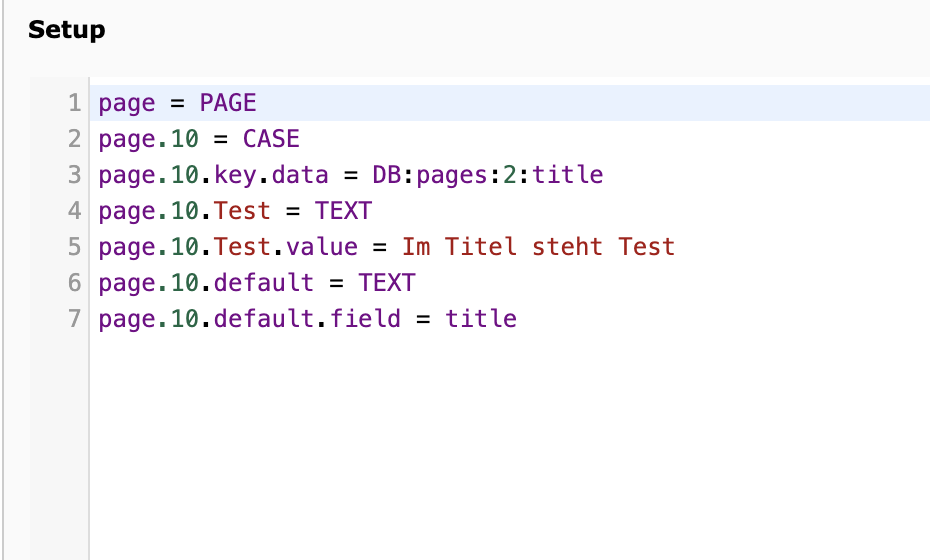 Setup
1 page = PAGE
2 page.10 = CASE
3 page.10.key.data = DB:pages:2:title
4 page.10.Test = TEXT
5 page.10.Test.value = Im Titel steht Test
6 page.10.default = TEXT
7 page.10.default.field = title